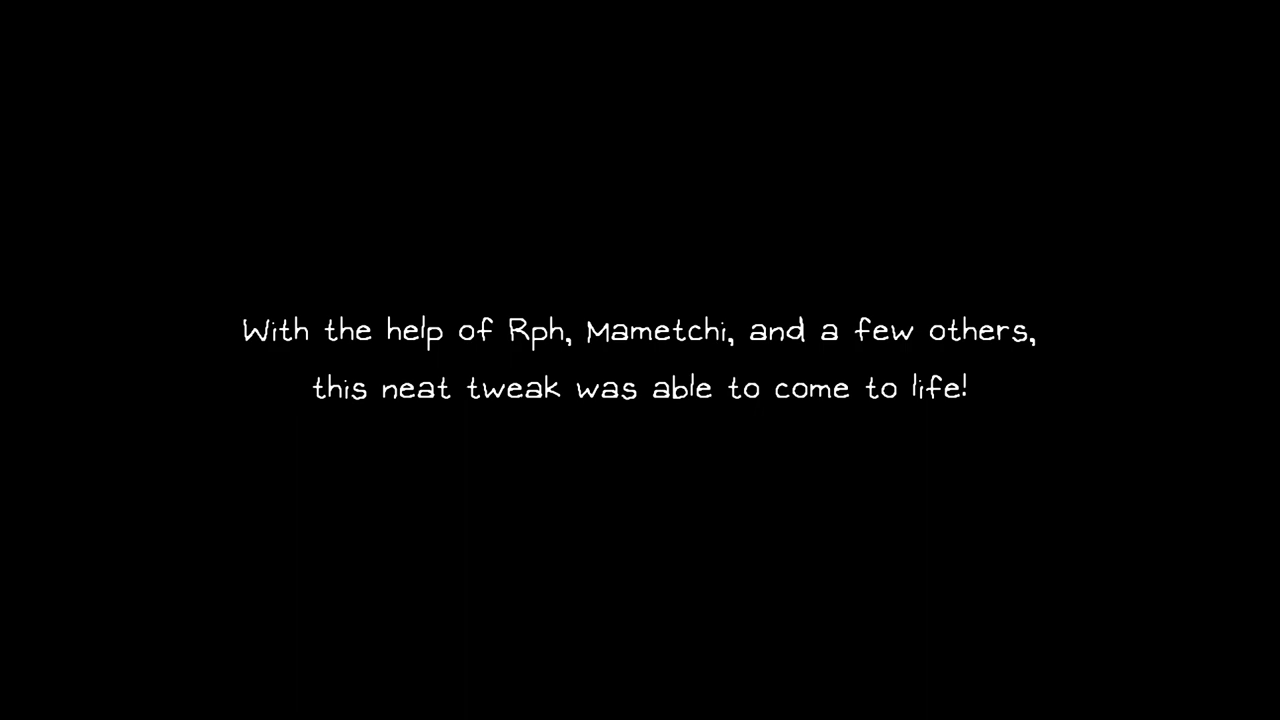 With the help of Rph, Mametchi, and a few others,
this neat tweak was able to come to life!